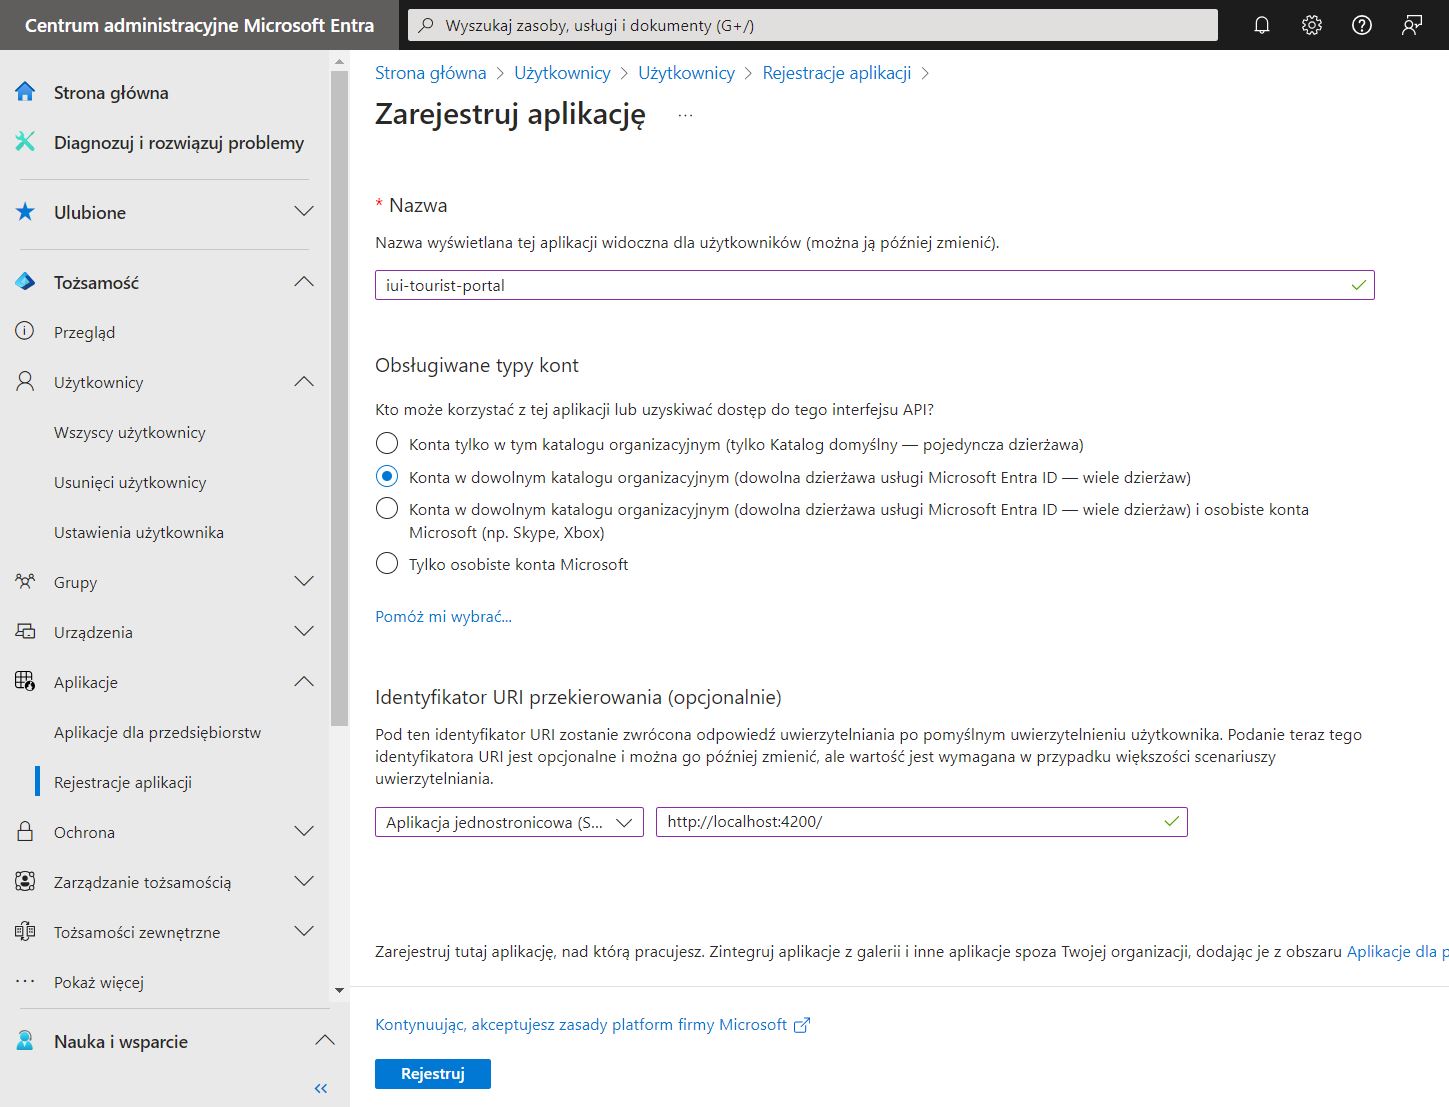 Centrum administracyjne Microsoft Entra
Wyszukaj zasoby, usługi i dokumenty (G+/)
Strona główna
Diagnozuj i rozwiązuj problemy
Ulubione
Tożsamość
Przegląd
Użytkownicy
Wszyscy użytkownicy
Usunięci użytkownicy
Ustawienia użytkownika
Grupy
Urządzenia
Aplikacje
Aplikacje dla przedsiębiorstw
Rejestracje aplikacji
Ochrona
Zarządzanie tożsamością
Tożsamości zewnętrzne
Pokaż więcej
Nauka i wsparcie
Strona główna > Użytkownicy > Użytkownicy > Rejestracje aplikacji >
Zarejestruj aplikację ...
* Nazwa
Nazwa wyświetlana tej aplikacji widoczna dla użytkowników (można ją później zmienić).
iui-tourist-portal
Obsługiwane typy kont
Kto może korzystać z tej aplikacji lub uzyskiwać dostęp do tego interfejsu API?
Konta tylko w tym katalogu organizacyjnym (tylko Katalog domyślny — pojedyncza dzierżawa)
Konta w dowolnym katalogu organizacyjnym (dowolna dzierżawa usługi Microsoft Entra ID — wiele dzierżaw)
Konta w dowolnym katalogu organizacyjnym (dowolna dzierżawa usługi Microsoft Entra ID — wiele dzierżaw) i osobiste konta
Microsoft (np. Skype, Xbox)
Tylko osobiste konta Microsoft
Pomóż mi wybrać...
Identyfikator URI przekierowania (opcjonalnie)
Pod ten identyfikator URI zostanie zwrócona odpowiedź uwierzytelniania po pomyślnym uwierzytelnieniu użytkownika. Podanie teraz tego
identyfikatora URI jest opcjonalne i można go później zmienić, ale wartość jest wymagana w przypadku większości scenariuszy
uwierzytelniania.
Aplikacja jednostronicowa (S...
http://localhost:4200/
Zarejestruj tutaj aplikację, nad którą pracujesz. Zintegruj aplikacje z galerii i inne aplikacje spoza Twojej organizacji, dodając je z obszaru Aplikacje dla p
Kontynuując, akceptujesz zasady platform firmy Microsoft
Rejestruj